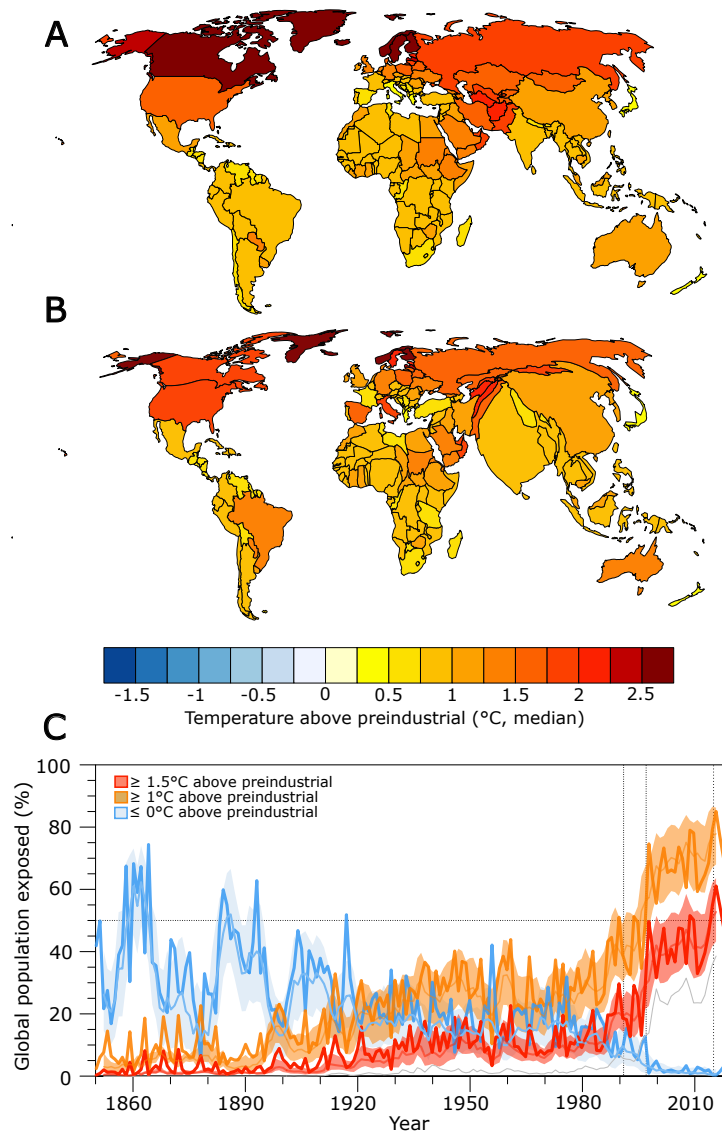 A
B
-1.5 -1 -0.5 0 0.5 1 1.5 2 2.5
Temperature above preindustrial (°C, median)
C
Global population exposed (%)
100
80
60
40
20
0
≥ 1.5°C above preindustrial
≥ 1°C above preindustrial
≤ 0°C above preindustrial
1860 1890 1920 1950 1980 2010
Year